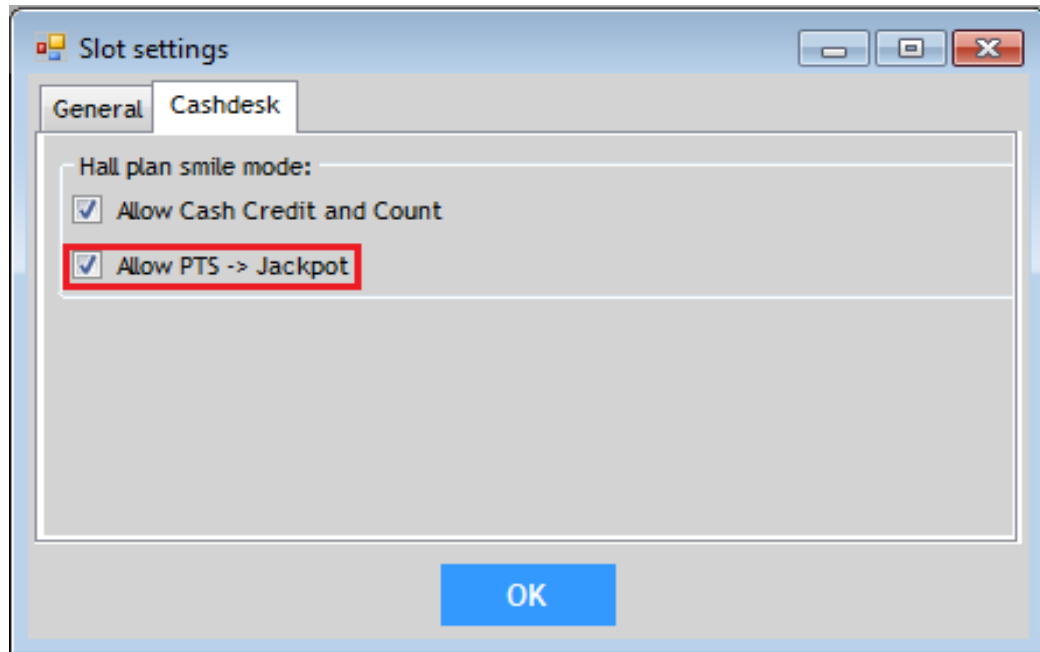 Slot settings
General Cashdesk
Hall plan smile mode:
Allow Cash Credit and Count
Allow PTS -> Jackpot
OK